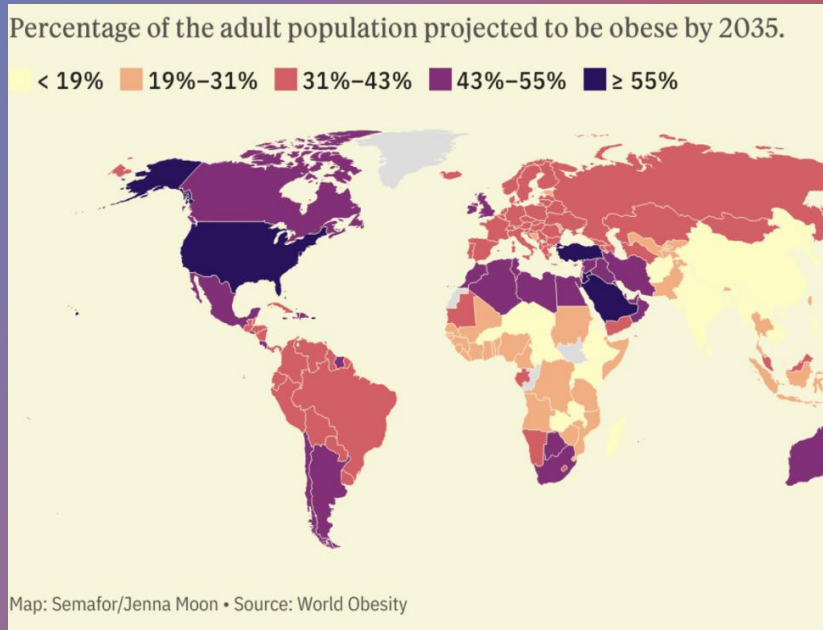 Percentage of the adult population projected to be obese by 2035.
< 19% 19%–31% 31%–43% 43%–55% ≥ 55%
Map: Semafor/Jenna Moon • Source: World Obesity